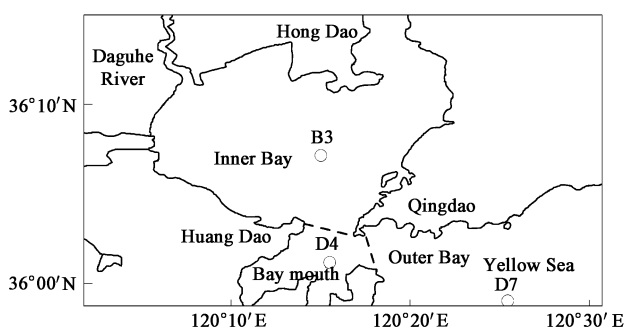 Hong Dao
Daguhe
River
36°10′N
B3
Inner Bay
Qingdao
Huang Dao
D4
Outer Bay
Yellow Sea
Bay mouth
D7
36°00′N
120°10′E
120°20′E
120°30′E